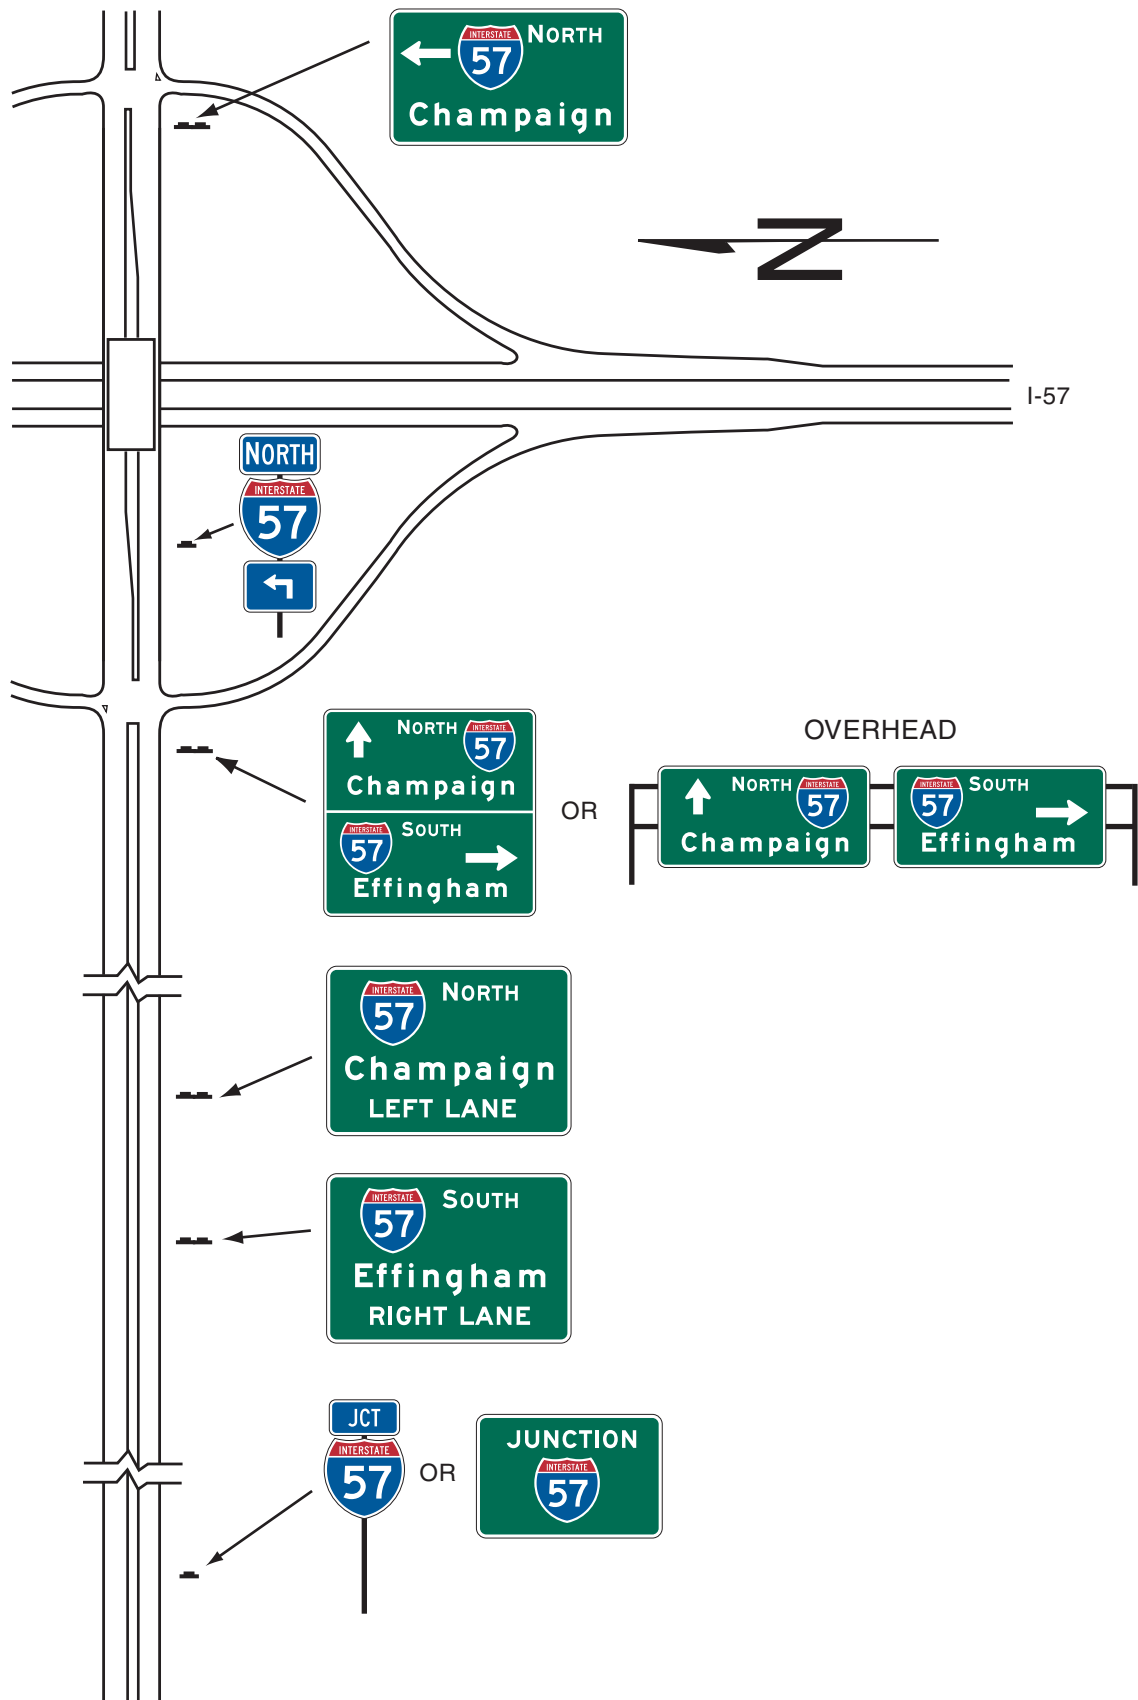 INTERSTATE
57
NORTH
Champaign
N
I-57
NORTH
INTERSTATE
57
NORTH
INTERSTATE
57
Champaign
INTERSTATE
57
SOUTH
Effingham
OR
OVERHEAD
NORTH
INTERSTATE
57
Champaign
INTERSTATE
57
SOUTH
Effingham
INTERSTATE
57
NORTH
Champaign
LEFT LANE
INTERSTATE
57
SOUTH
Effingham
RIGHT LANE
JCT
INTERSTATE
57
OR
JUNCTION
INTERSTATE
57